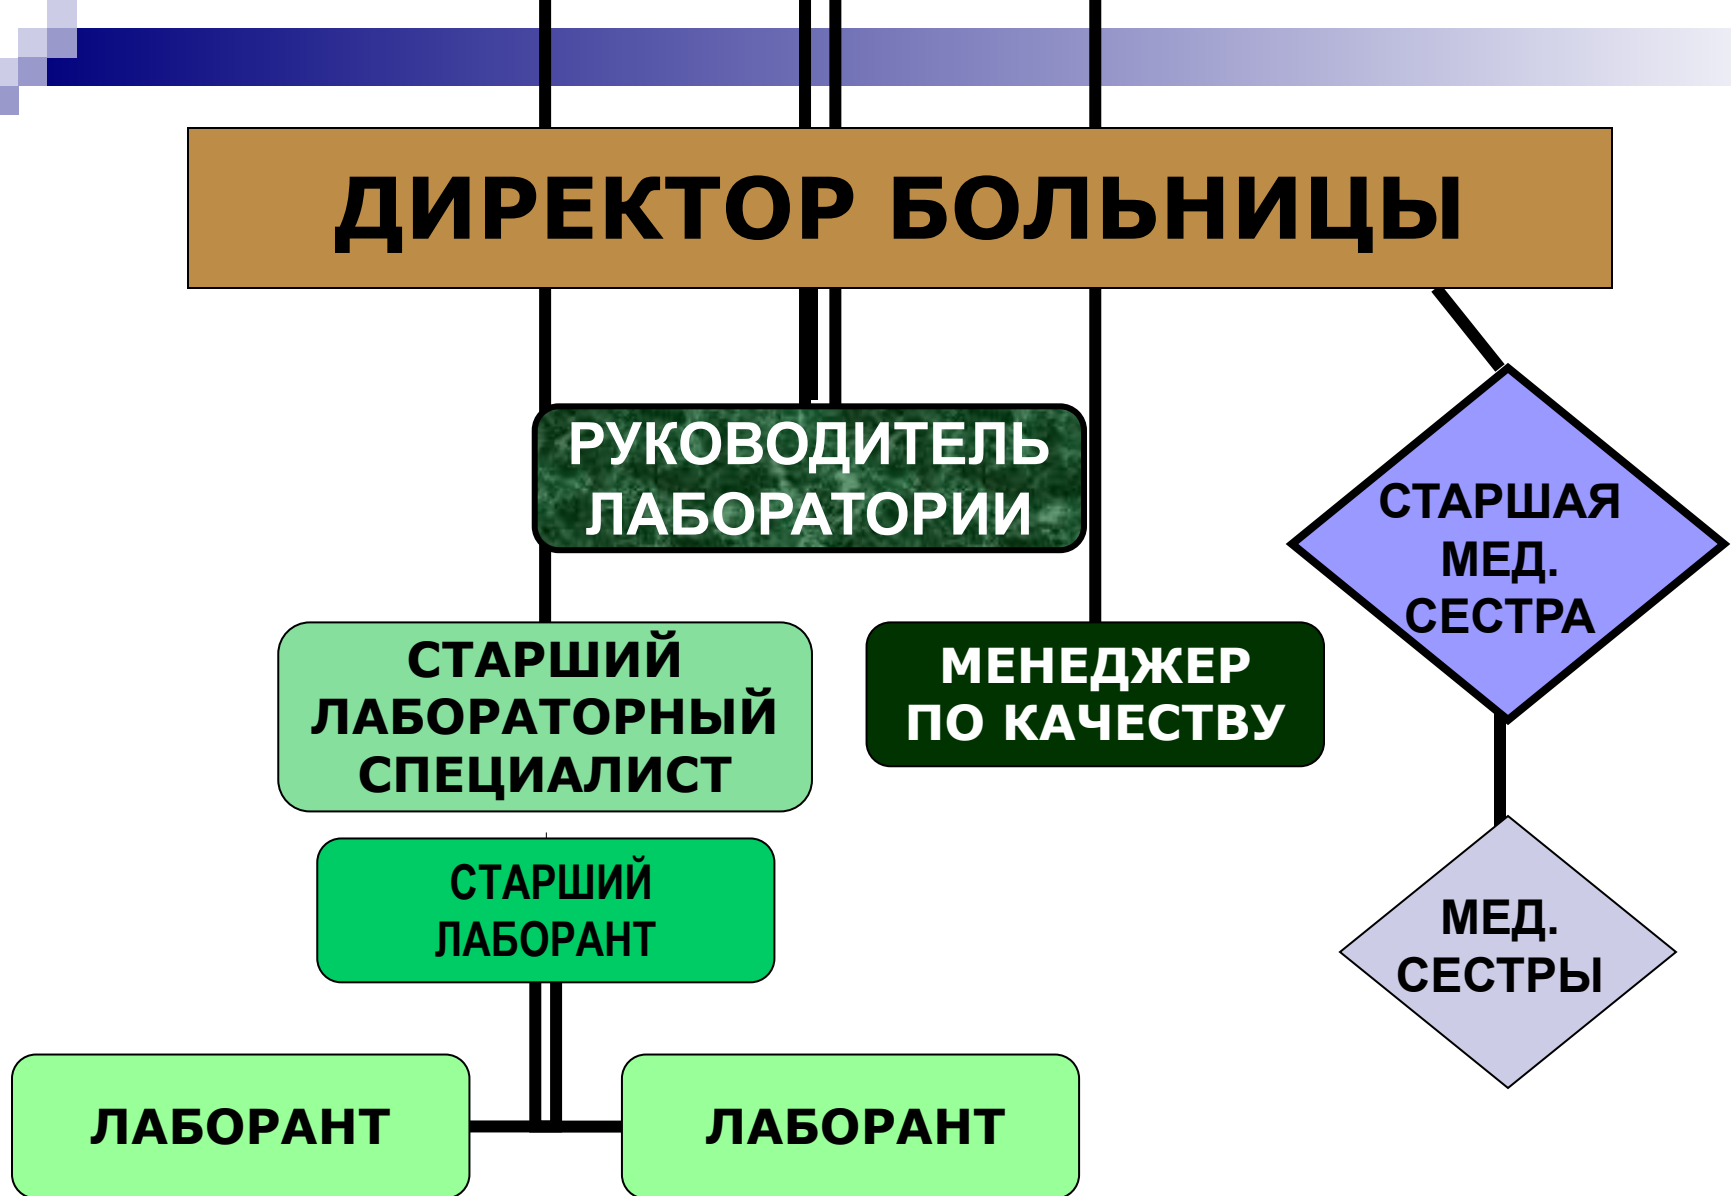 ДИРЕКТОР БОЛЬНИЦЫ
РУКОВОДИТЕЛЬ
ЛАБОРАТОРИИ
СТАРШАЯ
МЕД.
СЕСТРА
СТАРШИЙ
ЛАБОРАТОРНЫЙ
СПЕЦИАЛИСТ
МЕНЕДЖЕР
ПО КАЧЕСТВУ
СТАРШИЙ
ЛАБОРАНТ
МЕД.
СЕСТРЫ
ЛАБОРАНТ
ЛАБОРАНТ